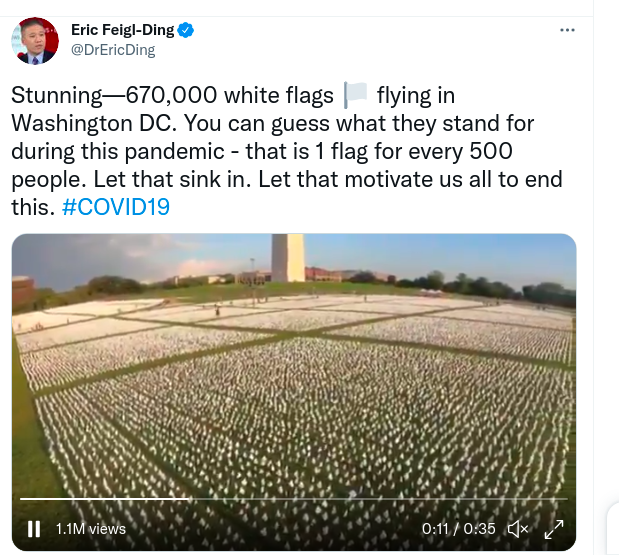 Eric Feigl-Ding
@DrEricDing
Stunning—670,000 white flags 🏳️ flying in
Washington DC. You can guess what they stand for
during this pandemic - that is 1 flag for every 500
people. Let that sink in. Let that motivate us all to end
this. #COVID19
1.1M views
0:11 / 0:35